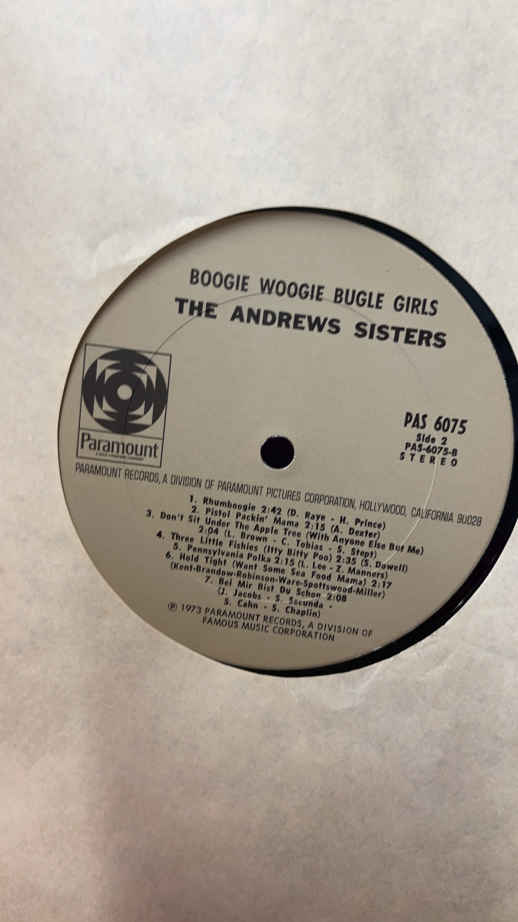 BOOGIE WOOGIE BUGLE GIRLS
THE ANDREWS SISTERS
Paramount
PAS 6075
Side 2
PAS-6075-B
STEREO
PARAMOUNT RECORDS, A DIVISION OF PARAMOUNT PICTURES CORPORATION, HOLLYWOOD, CALIFORNIA 90028
1. Rhumboogie 2:42 (D. Raye - H. Prince)
2. Pistol Packin' Mama 2:15 (A. Dexter)
3. Don't Sit Under The Apple Tree (With Anyone Else But Me)
2:04 (L. Brown - C. Tobias - S. Stept)
4. Three Little Fishies (Itty Bitty Poo) 2:35 (S. Dowell)
5. Pennsylvania Polka 2:15 (L. Lee - Z. Manners)
6. Hold Tight (Want Some Sea Food Mama) 2:17
(Kent-Brandow-Robinson-Ware-Spottswood-Miller)
7. Bei Mir Bist Du Schon 2:08
(J. Jacobs - S. Secunda -
S. Cahn - S. Chaplin)
℗ 1973 PARAMOUNT RECORDS, A DIVISION OF
FAMOUS MUSIC CORPORATION